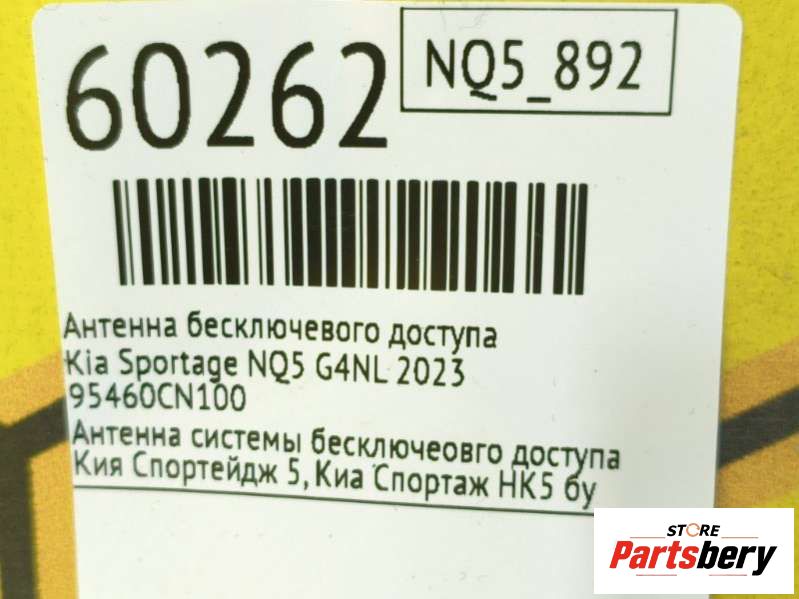 60262
NQ5_892
Антенна бесключевого доступа
Kia Sportage NQ5 G4NL 2023
95460CN100
Антенна системы бесключеовго доступа
Кия Спортейдж 5, Киа Спортаж НК5 бу
STORE
Partsbery